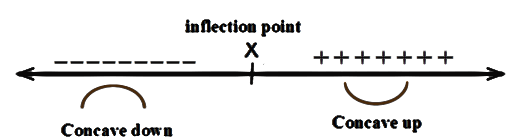 inflection point
X
– – – – – – – – – –
+ + + + + + +
Concave down
Concave up